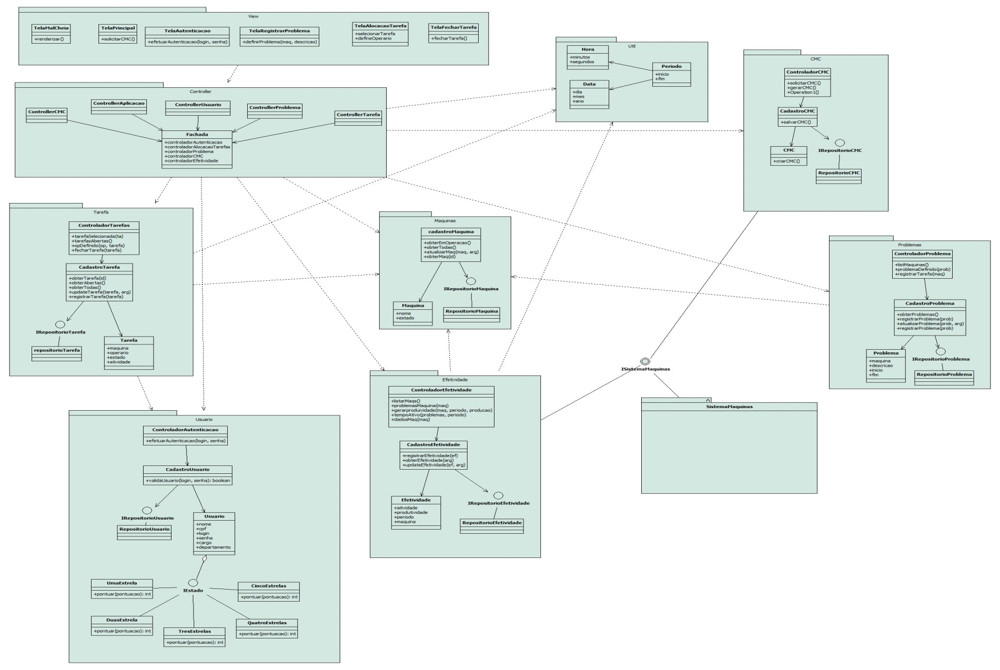 View
TelaMalCheia
+renderizar()
TelaPrincipal
+solicitarCMC()
TelaAutenticacao
+efetuarAutenticacao(login, senha)
TelaRegistrarProblema
+definirProblema(maq, descricao)
TelaAlocacaoTarefa
+selecionarTarefa
+defineOperario
TelaFecharTarefa
+fecharTarefa()
Controller
ControllerCMC
ControllerAplicacao
ControllerUsuario
ControllerProblema
ControllerTarefa
Fachada
+controladorAutenticacao
+controladorAlocacaoTarefas
+controladorProblema
+controladorCMC
+controladorEfetividade
Util
Hora
+minutos
+segundos
Periodo
+inicio
+fim
Data
+dia
+mes
+ano
CMC
ControladorCMC
+solicitarCMC()
+gerarCMC()
+Operation1()
CadastroCMC
+salvarCMC()
CMC
+criarCMC()
IRepositorioCMC
RepositorioCMC
Tarefa
ControladorTarefas
+tarefaSelecionada(ta)
+tarefasAbertas()
+opDefinido(op, tarefa)
+fecharTarefa(tarefa)
CadastroTarefa
+obterTarefa(id)
+obterAbertas()
+obterTodas()
+updateTarefa(tarefa, arg)
+registrarTarefa(tarefa)
IRepositorioTarefa
repositorioTarefa
Tarefa
+maquina
+operario
+estado
+atividade
Maquinas
cadastroMaquina
+obterEmOperacao()
+obterTodas()
+atualizarMaq(maq, arg)
+obterMaq(id)
IRepositorioMaquina
Maquina
+nome
+estado
RepositorioMaquina
Problemas
ControladorProblema
+listMaquinas()
+problemaDefinido(prob)
+registrarTarefa(maq)
CadastroProblema
+obterProblemas()
+registrarProblema(prob)
+atualizarProblema(prob, arg)
+registrarProblema(prob)
Problema
+maquina
+descricao
+inicio
+fim
IRepositorioProblema
RepositorioProblema
ISistemaMaquinas
SistemaMaquinas
Efetividade
ControladorEfetividade
+listarMaqs()
+problemasMaquina(maq)
+gerarproduividade(maq, periodo, producao)
+tempoAtivo(problemas, periodo)
+dadosMaq(maq)
CadastroEfetividade
+registrarEfetividade(ef)
+obterEfetividade(arg)
+updateEfetividade(ef, arg)
Efetividade
+atividade
+produtividade
+periodo
+maquina
IRepositorioEfetividade
RepositorioEfetividade
Usuario
ControladorAutenticacao
+efetuarAutenticacao(login, senha)
CadastroUsuario
+validaUsuario(login, senha): boolean
IRepositorioUsuario
RepositorioUsuario
Usuario
+nome
+cpf
+login
+senha
+cargo
+departamento
IEstado
UmaEstrela
+pontuar(pontuacao): int
CincoEstrelas
+pontuar(pontuacao): int
DuasEstrela
+pontuar(pontuacao): int
TresEstrelas
+pontuar(pontuacao): int
QuatroEstrelas
+pontuar(pontuacao): int